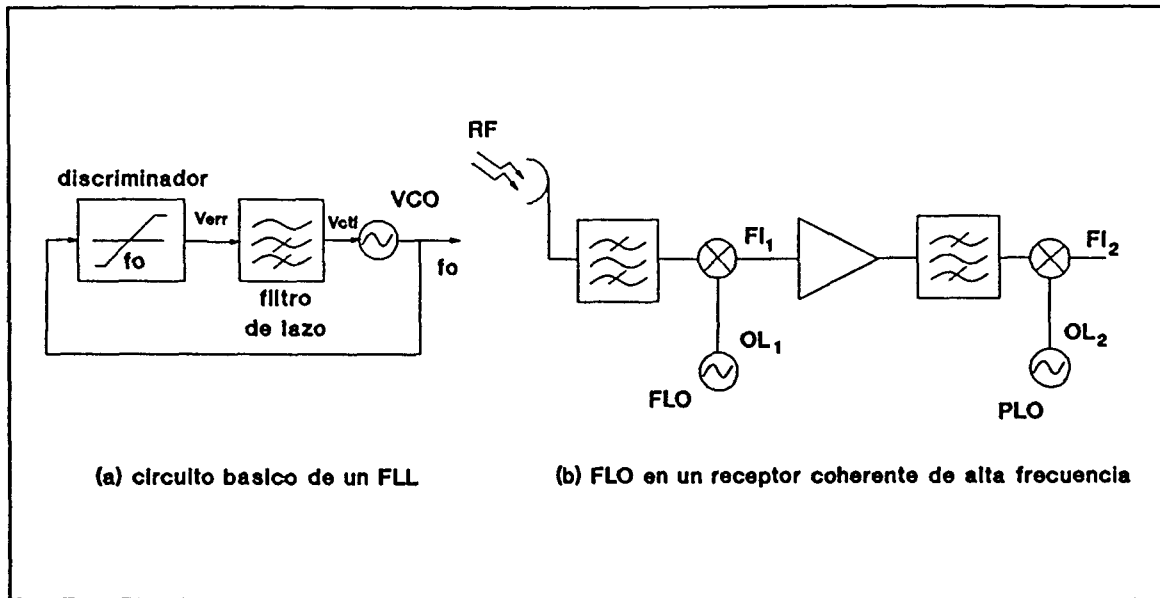 discriminador
Verr
Vctl
VCO
fo
fo
filtro
de lazo
(a) circuito basico de un FLL
RF
FI1
OL1
FLO
FI2
OL2
PLO
(b) FLO en un receptor coherente de alta frecuencia